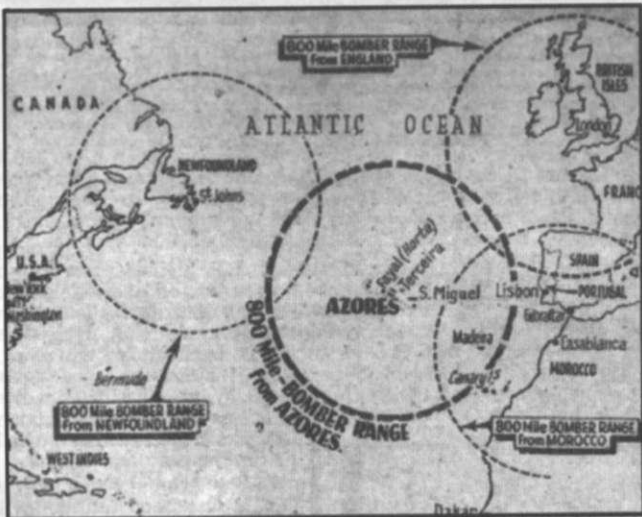 800 Mile BOMBER RANGE
From ENGLAND
BRITISH
ISLES
London
CANADA
ATLANTIC OCEAN
NEWFOUNDLAND
St. Johns
FRANC
U.S.A.
New York
Washington
Fayal (Horta)
Terceira
AZORES
S. Miguel
SPAIN
Lisbon
PORTUGAL
Gibraltar
Madeira
Casablanca
MOROCCO
Canary Is
Bermuda
800 Mile-BOMBER RANGE
From AZORES
800 Mile BOMBER RANGE
From NEWFOUNDLAND
800 Mile BOMBER RANGE
from MOROCCO
WEST INDIES
Dakar